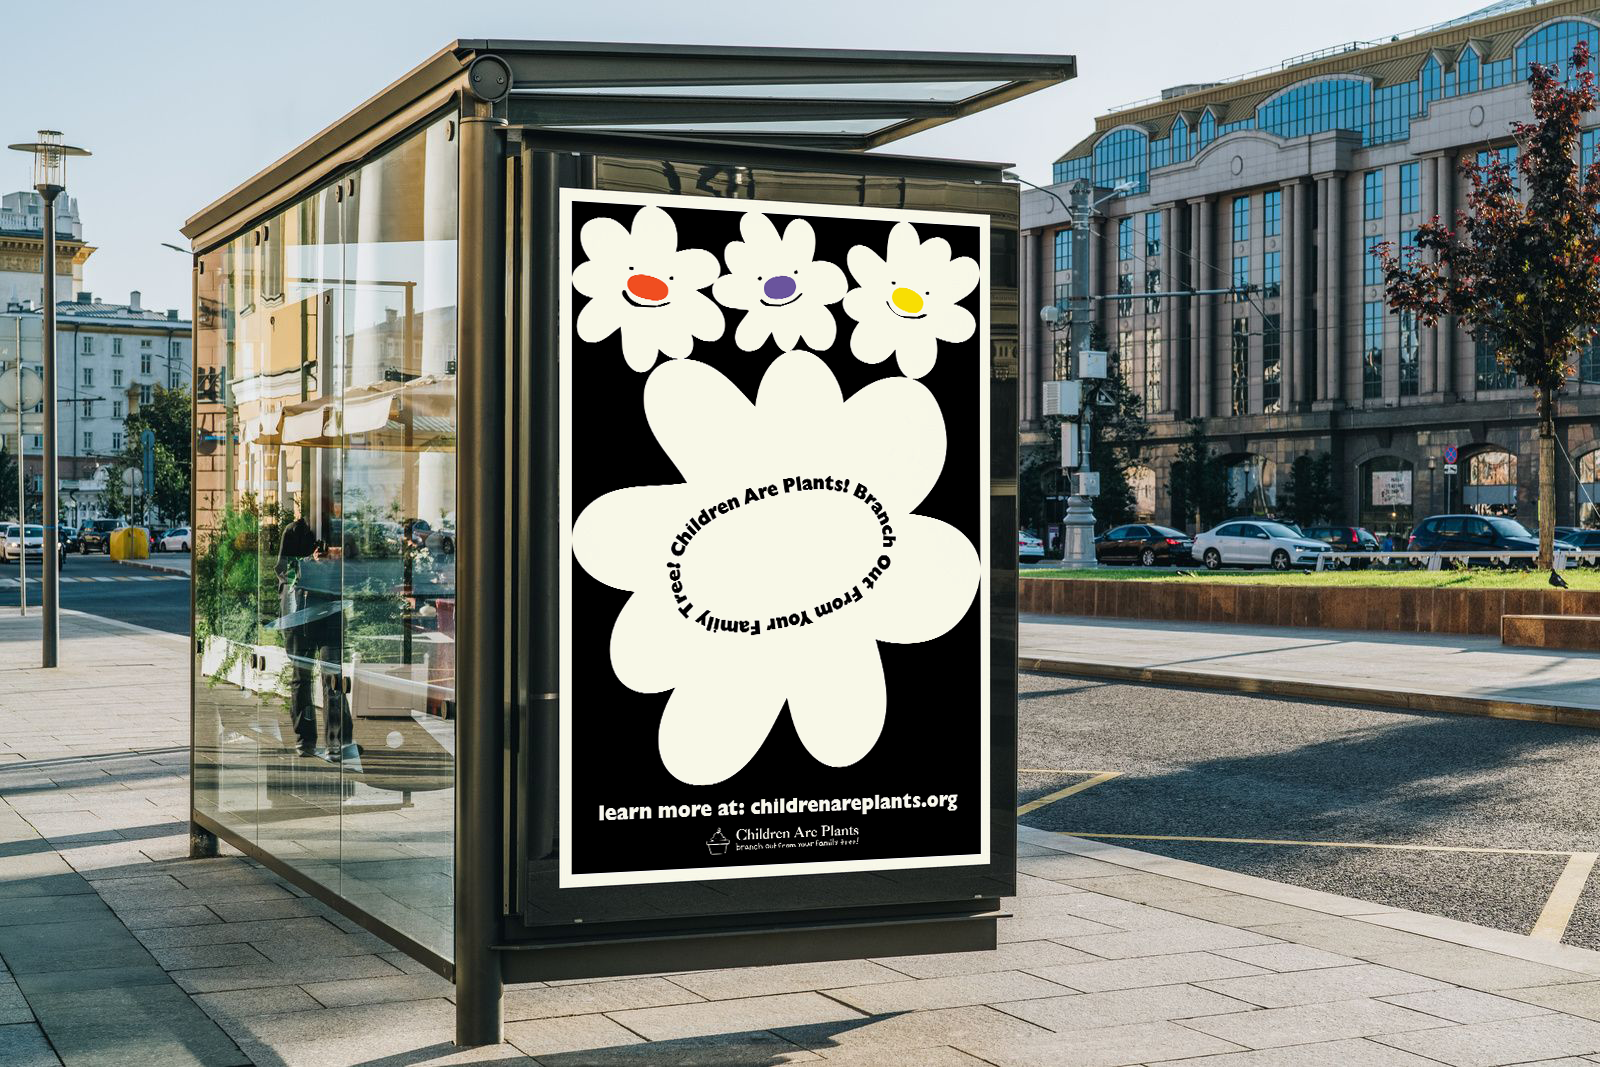 Children Are Plants! Branch Out From Your Family Tree!
learn more at: childrenareplants.org
Children Are Plants
branch out from your family tree!